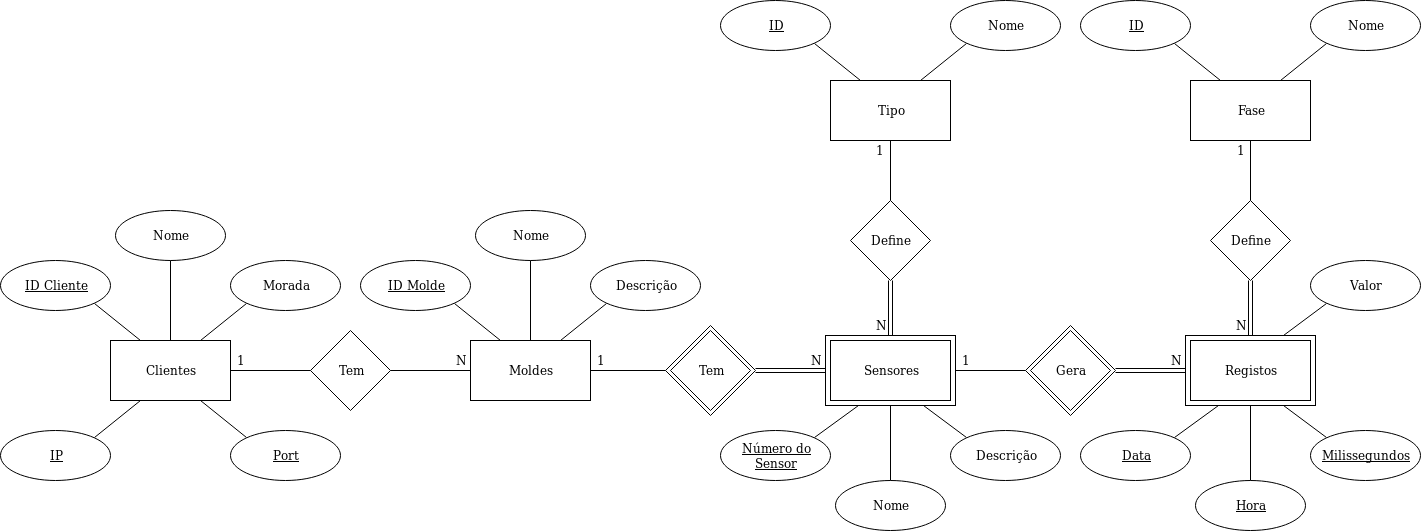 ID
Nome
ID
Nome
Tipo
Fase
1
1
Nome
Nome
Define
Define
ID Cliente
Morada
ID Molde
Descrição
Valor
N
N
1
N
1
N
1
N
Clientes
Tem
Moldes
Tem
Sensores
Gera
Registos
IP
Port
Número do
Sensor
Descrição
Data
Milissegundos
Nome
Hora